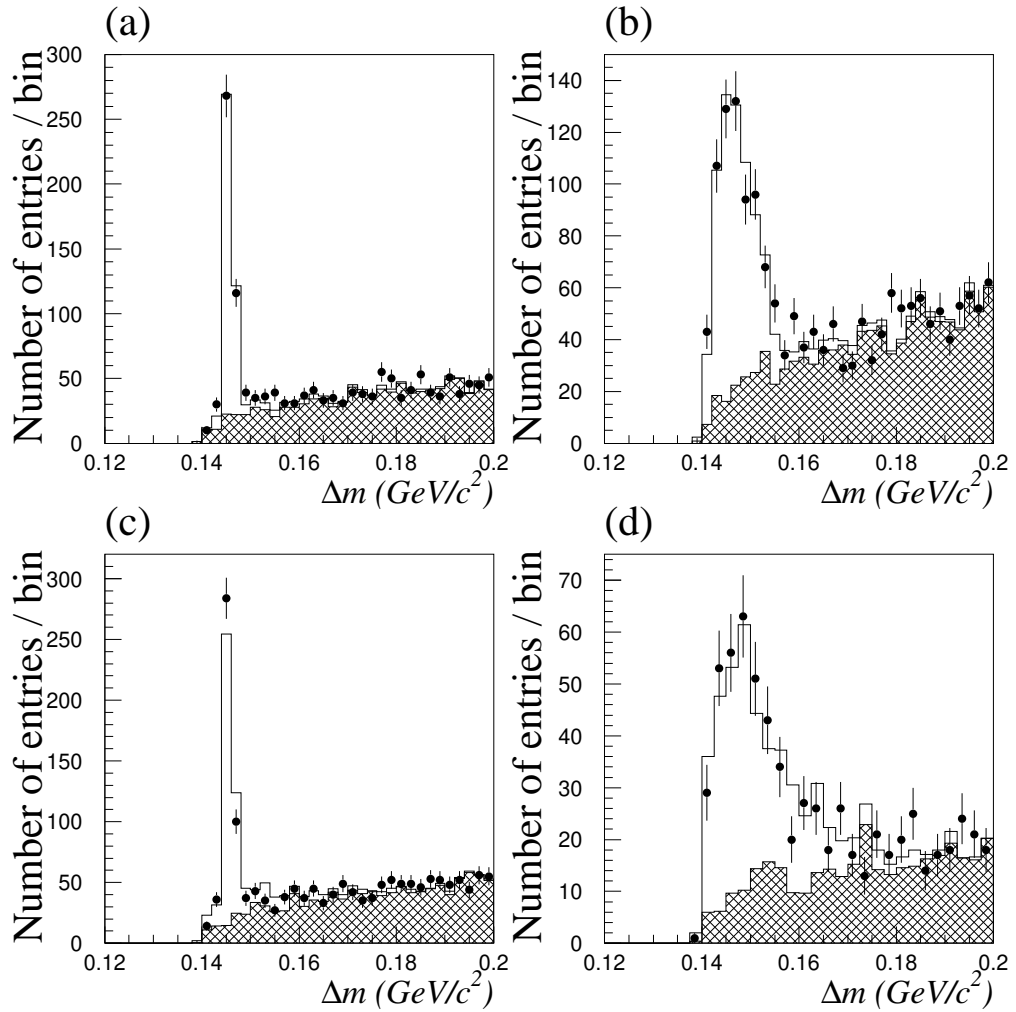 (a)
Number of entries / bin
300
250
200
150
100
50
0
0.12 0.14 0.16 0.18 0.2
Δm (GeV/c²)
(b)
Number of entries / bin
140
120
100
80
60
40
20
0
0.12 0.14 0.16 0.18 0.2
Δm (GeV/c²)
(c)
Number of entries / bin
300
250
200
150
100
50
0
0.12 0.14 0.16 0.18 0.2
Δm (GeV/c²)
(d)
Number of entries / bin
70
60
50
40
30
20
10
0
0.12 0.14 0.16 0.18 0.2
Δm (GeV/c²)